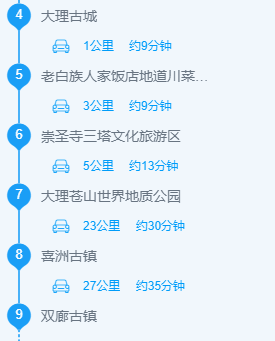 4 大理古城
1公里 约9分钟
5 老白族人家饭店地道川菜…
3公里 约9分钟
6 崇圣寺三塔文化旅游区
5公里 约13分钟
7 大理苍山世界地质公园
23公里 约30分钟
8 喜洲古镇
27公里 约35分钟
9 双廊古镇